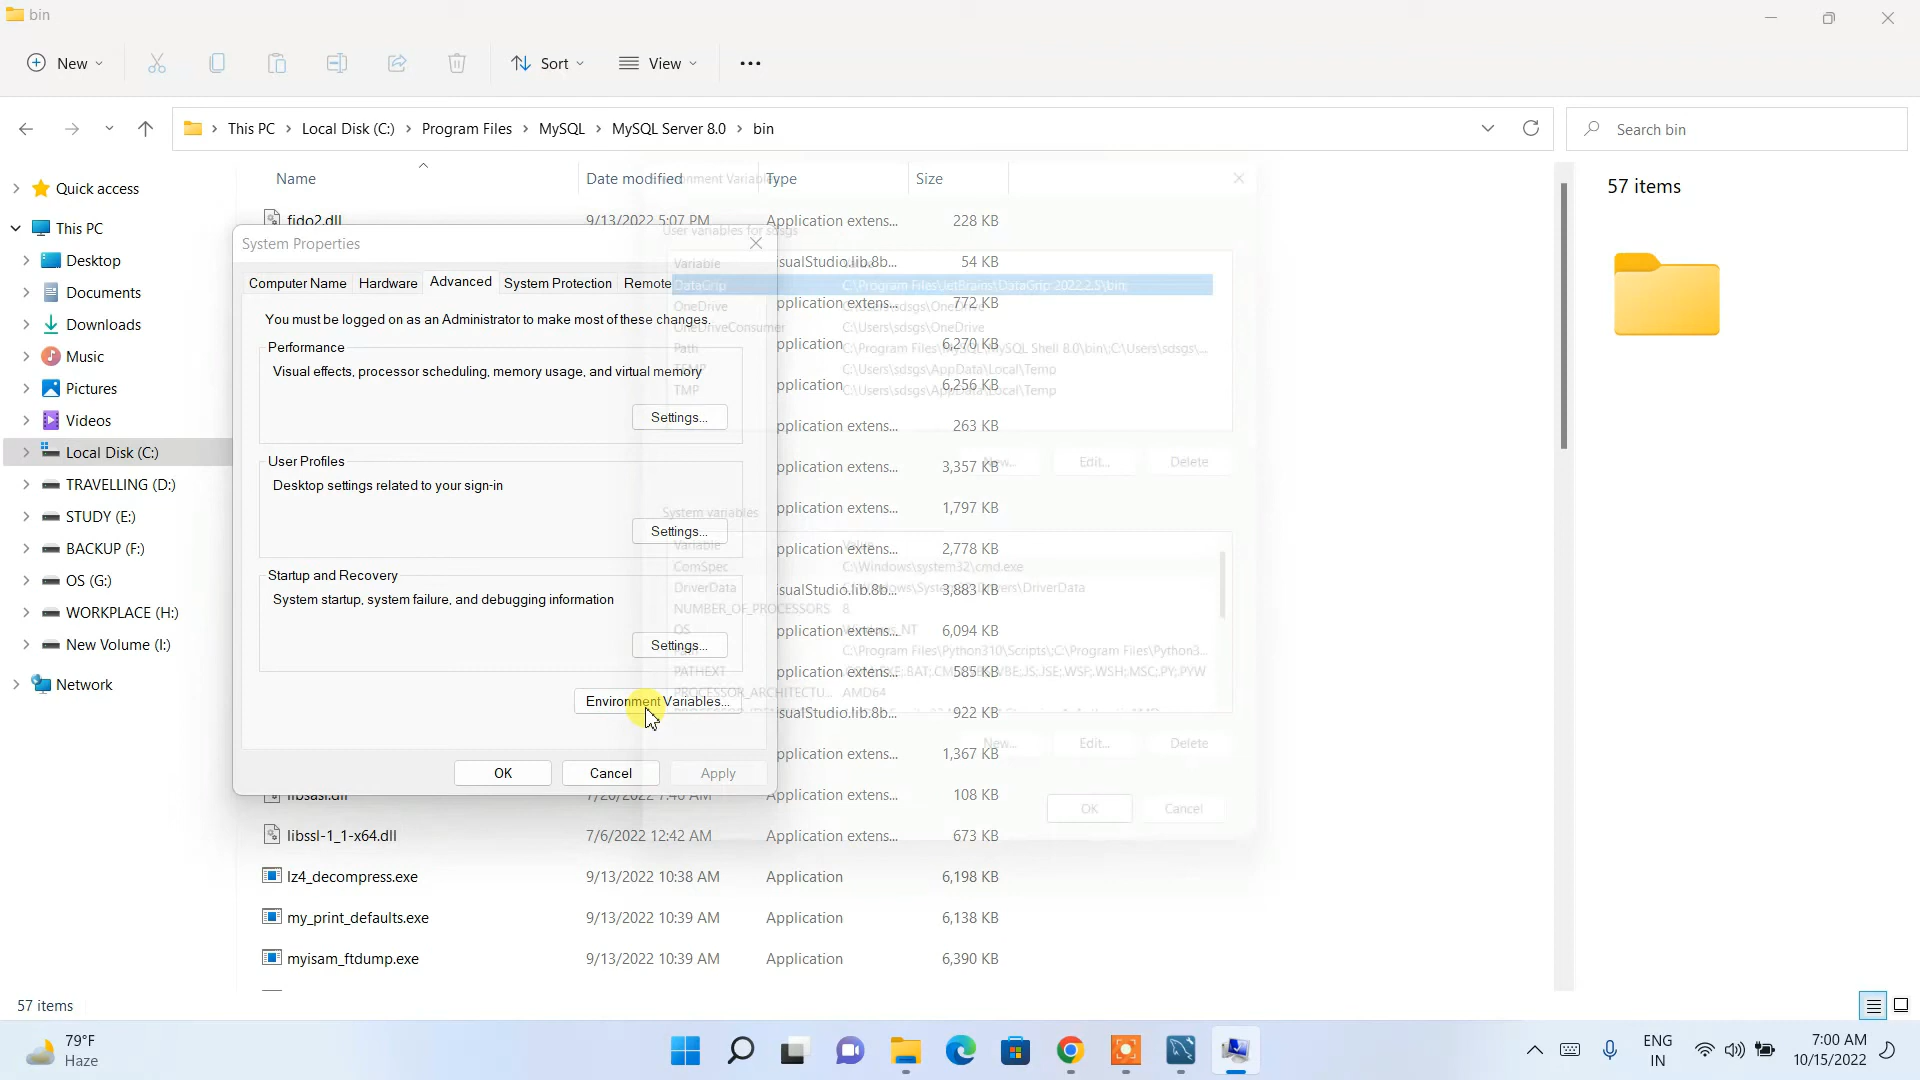 bin
New
Sort
View
This PC
Local Disk (C:)
Program Files
MySQL
MySQL Server 8.0
bin
Search bin
Quick access
This PC
Desktop
Documents
Downloads
Music
Pictures
Videos
Local Disk (C:)
TRAVELLING (D:)
STUDY (E:)
BACKUP (F:)
OS (G:)
WORKPLACE (H:)
New Volume (I:)
Network
Name Date modified Type Size
fido2.dll 9/13/2022 5:07 PM Application extens... 228 KB
sualStudio.lib.8b... 54 KB
pplication extens... 772 KB
pplication 6,270 KB
pplication 6,256 KB
pplication extens... 263 KB
pplication extens... 3,357 KB
pplication extens... 1,797 KB
pplication extens... 2,778 KB
sualStudio.lib.8b... 3,883 KB
pplication extens... 6,094 KB
pplication extens... 585 KB
sualStudio.lib.8b... 922 KB
pplication extens... 1,367 KB
libsasl.dll 7/20/2022 7:40 AM Application extens... 108 KB
libssl-1_1-x64.dll 7/6/2022 12:42 AM Application extens... 673 KB
lz4_decompress.exe 9/13/2022 10:38 AM Application 6,198 KB
my_print_defaults.exe 9/13/2022 10:39 AM Application 6,138 KB
myisam_ftdump.exe 9/13/2022 10:39 AM Application 6,390 KB
System Properties
Computer Name Hardware Advanced System Protection Remote
You must be logged on as an Administrator to make most of these changes.
Performance
Visual effects, processor scheduling, memory usage, and virtual memory
Settings...
User Profiles
Desktop settings related to your sign-in
Settings...
Startup and Recovery
System startup, system failure, and debugging information
Settings...
Environment Variables...
OK Cancel Apply
Environment Variables
User variables for sdsgs
Variable
DataGrip C:\Program Files\JetBrains\DataGrip 2022.2.5\bin;
OneDrive C:\Users\sdsgs\OneDrive
OneDriveConsumer C:\Users\sdsgs\OneDrive
Path C:\Program Files\MySQL\MySQL Shell 8.0\bin\;C:\Users\sdsgs\...
TEMP C:\Users\sdsgs\AppData\Local\Temp
TMP C:\Users\sdsgs\AppData\Local\Temp
New... Edit... Delete
System variables
Variable Value
ComSpec C:\Windows\system32\cmd.exe
DriverData C:\Windows\System32\Drivers\DriverData
NUMBER_OF_PROCESSORS 8
OS Windows_NT
C:\Program Files\Python310\Scripts\;C:\Program Files\Python3...
PATHEXT .COM;.EXE;.BAT;.CMD;.VBS;.VBE;.JS;.JSE;.WSF;.WSH;.MSC;.PY;.PYW
PROCESSOR_ARCHITECTU... AMD64
New... Edit... Delete
OK Cancel
57 items
57 items
79°F
Haze
ENG
IN
7:00 AM
10/15/2022